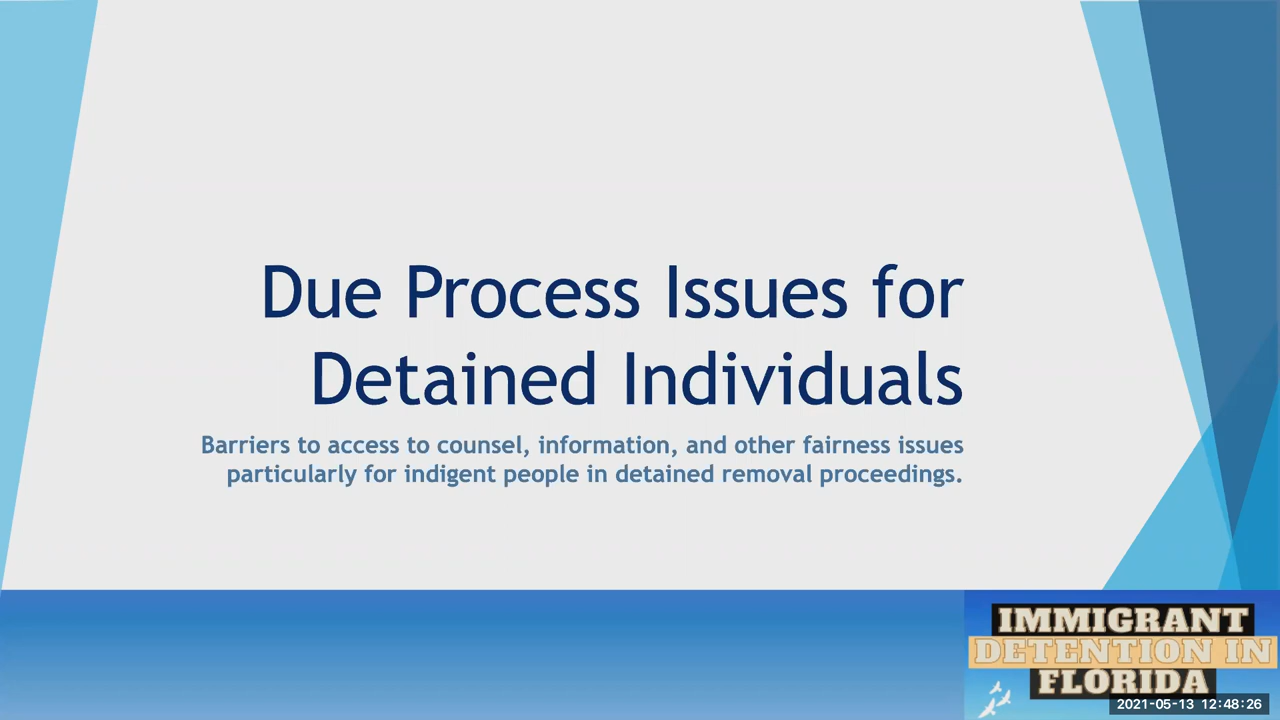 Due Process Issues for
Detained Individuals
Barriers to access to counsel, information, and other fairness issues
particularly for indigent people in detained removal proceedings.
IMMIGRANT
DETENTION IN
FLORIDA
2021-05-13 12:48:26